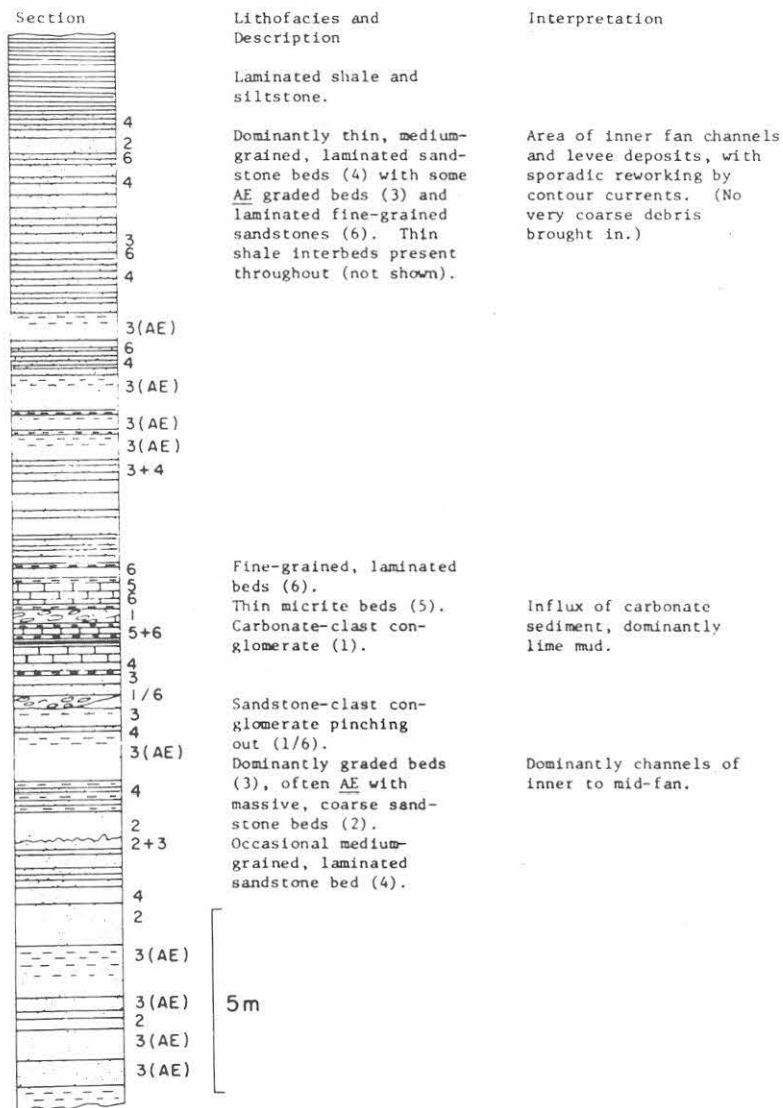 Section
Lithofacies and
Description
Interpretation
Laminated shale and
siltstone.
4
2
6
4
3
6
4
Dominantly thin, medium-
grained, laminated sand-
stone beds (4) with some
AE graded beds (3) and
laminated fine-grained
sandstones (6). Thin
shale interbeds present
throughout (not shown).
Area of inner fan channels
and levee deposits, with
sporadic reworking by
contour currents. (No
very coarse debris
brought in.)
3(AE)
6
4
3(AE)
3(AE)
3(AE)
3+4
6
5
6
1
5+6
4
3
1/6
3
4
3(AE)
Fine-grained, laminated
beds (6).
Thin micrite beds (5).
Carbonate-clast con-
glomerate (1).
Influx of carbonate
sediment, dominantly
lime mud.
Sandstone-clast con-
glomerate pinching
out (1/6).
Dominantly graded beds
(3), often AE with
massive, coarse sand-
stone beds (2).
Occasional medium-
grained, laminated
sandstone bed (4).
Dominantly channels of
inner to mid-fan.
4
2
2+3
4
2
3(AE)
3(AE)
2
3(AE)
3(AE)
5m